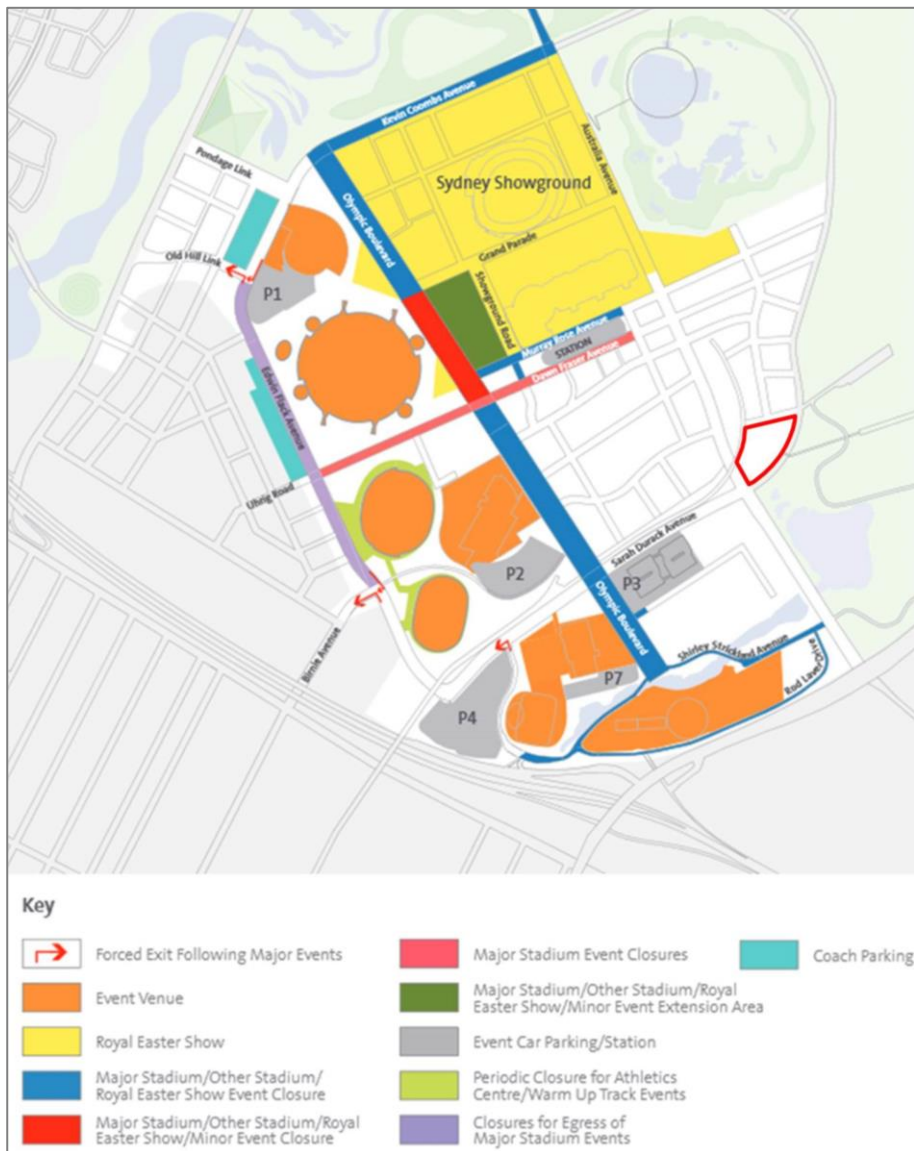 Kevin Coombs Avenue
Australia Avenue
Pondage Link
Sydney Showground
Olympic Boulevard
Grand Parade
Old Hill Link
P1
Showground Road
Murray Rose Avenue
STATION
Dawn Fraser Avenue
Edwin Flack Avenue
Uhrig Road
Sarah Durack Avenue
P2
P3
Olympic Boulevard
Birnie Avenue
Shirley Strickland Avenue
Rod Laver Drive
P7
P4
Key
Forced Exit Following Major Events
Event Venue
Royal Easter Show
Major Stadium/Other Stadium/
Royal Easter Show Event Closure
Major Stadium/Other Stadium/Royal
Easter Show/Minor Event Closure
Major Stadium Event Closures
Major Stadium/Other Stadium/Royal
Easter Show/Minor Event Extension Area
Event Car Parking/Station
Periodic Closure for Athletics
Centre/Warm Up Track Events
Closures for Egress of
Major Stadium Events
Coach Parking